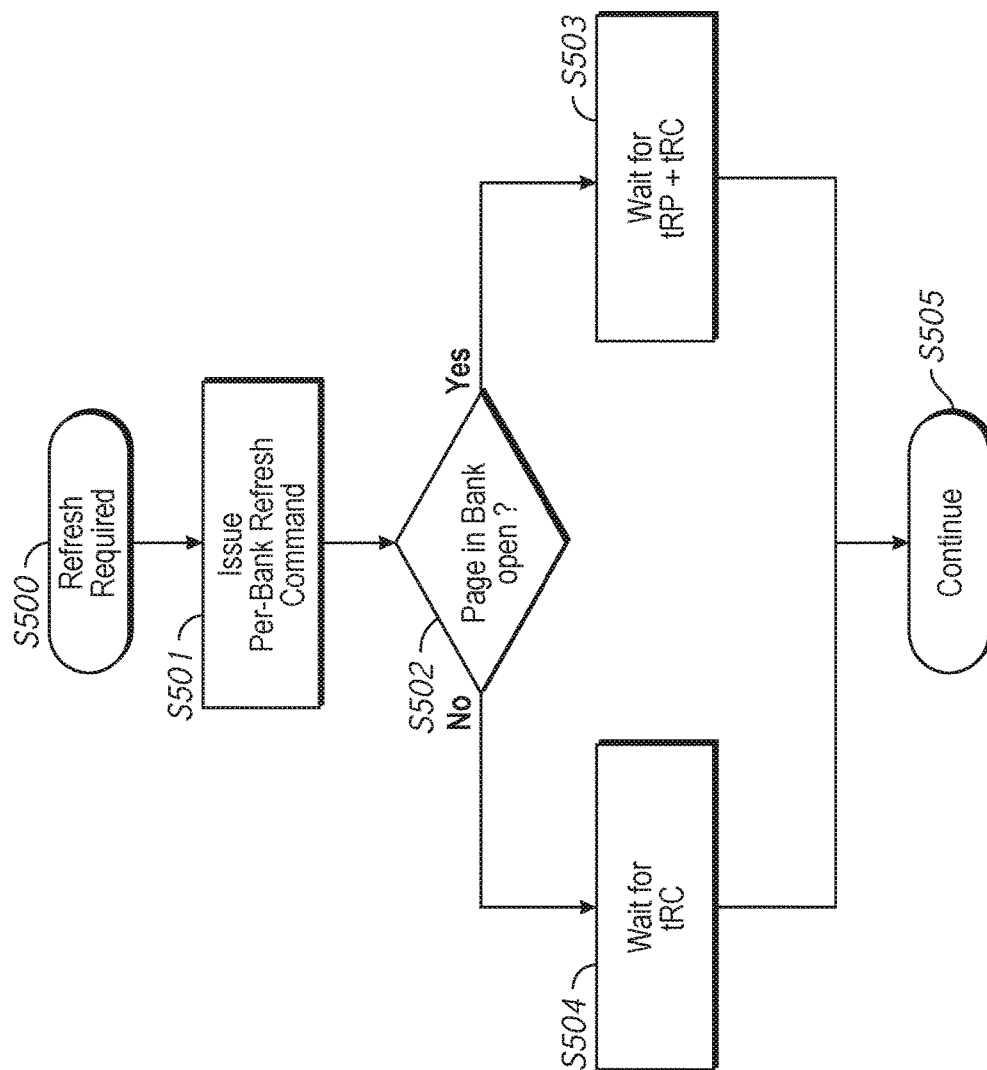 S500
Refresh
Required
S501
Issue
Per-Bank Refresh
Command
S502
Page in Bank
open ?
No
Yes
S504
Wait for
tRC
S503
Wait for
tRP + tRC
S505
Continue